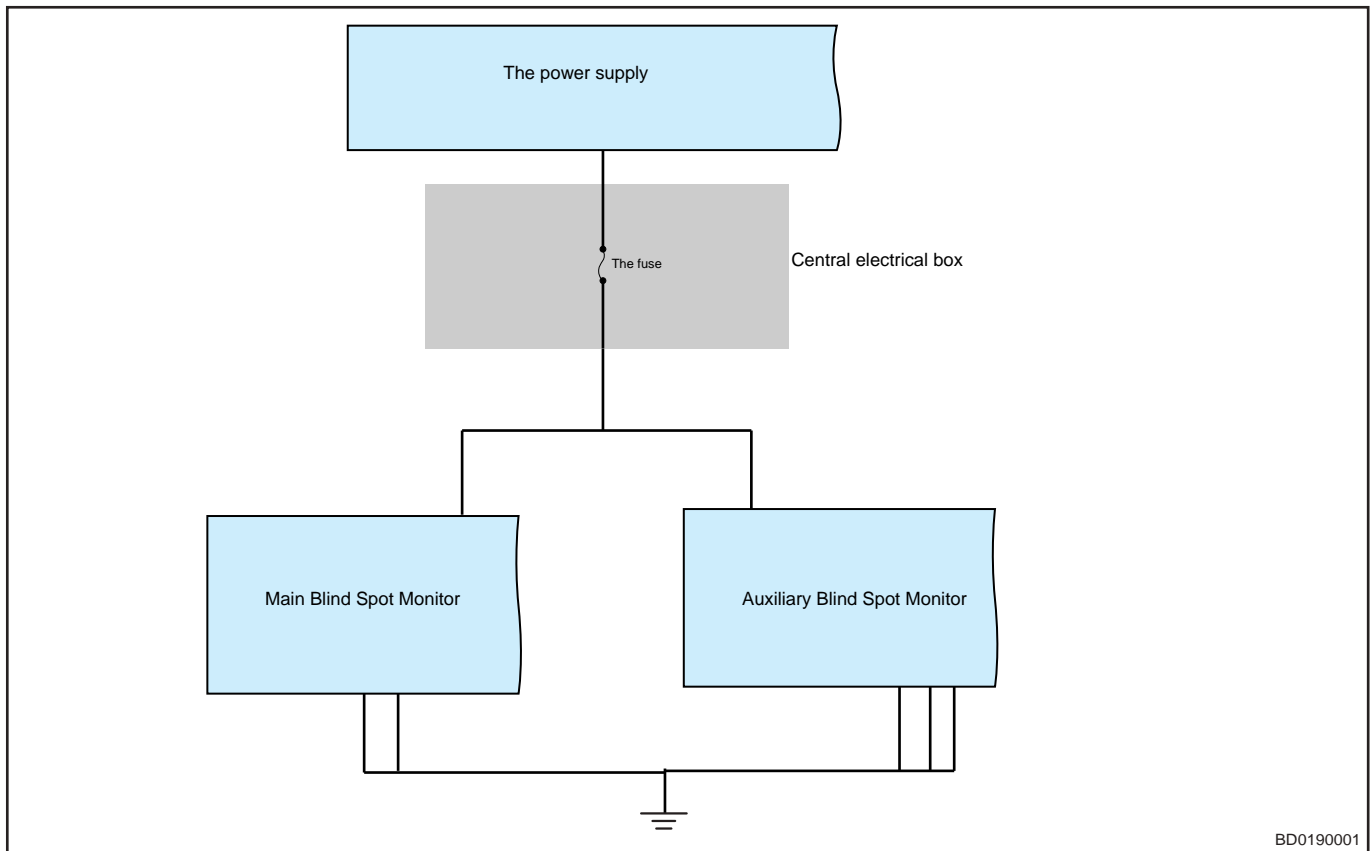 The power supply
The fuse
Central electrical box
Main Blind Spot Monitor
Auxiliary Blind Spot Monitor
BD0190001